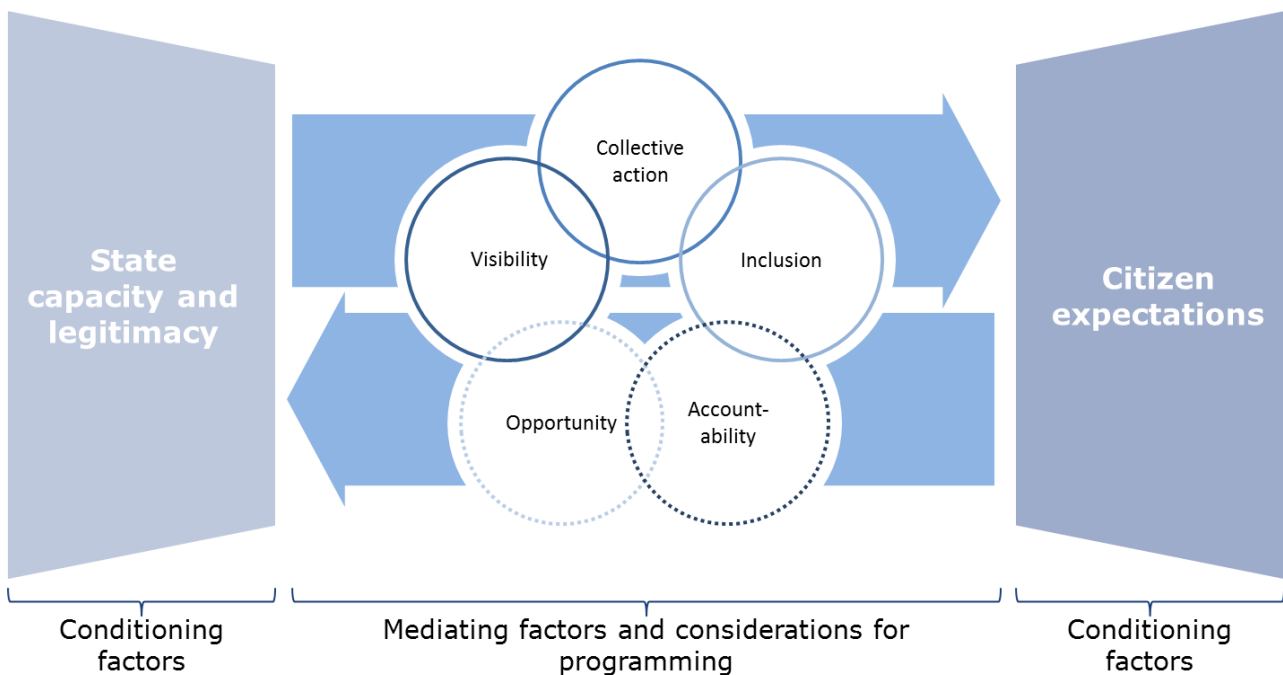 State
capacity and
legitimacy
Collective
action
Visibility
Inclusion
Opportunity
Account-
ability
Citizen
expectations
Conditioning
factors
Mediating factors and considerations for
programming
Conditioning
factors